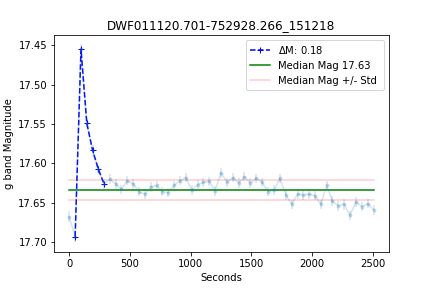 DWF011120.701-752928.266_151218
ΔM: 0.18
Median Mag 17.63
Median Mag +/- Std
g band Magnitude
17.45
17.50
17.55
17.60
17.65
17.70
0
500
1000
1500
2000
2500
Seconds